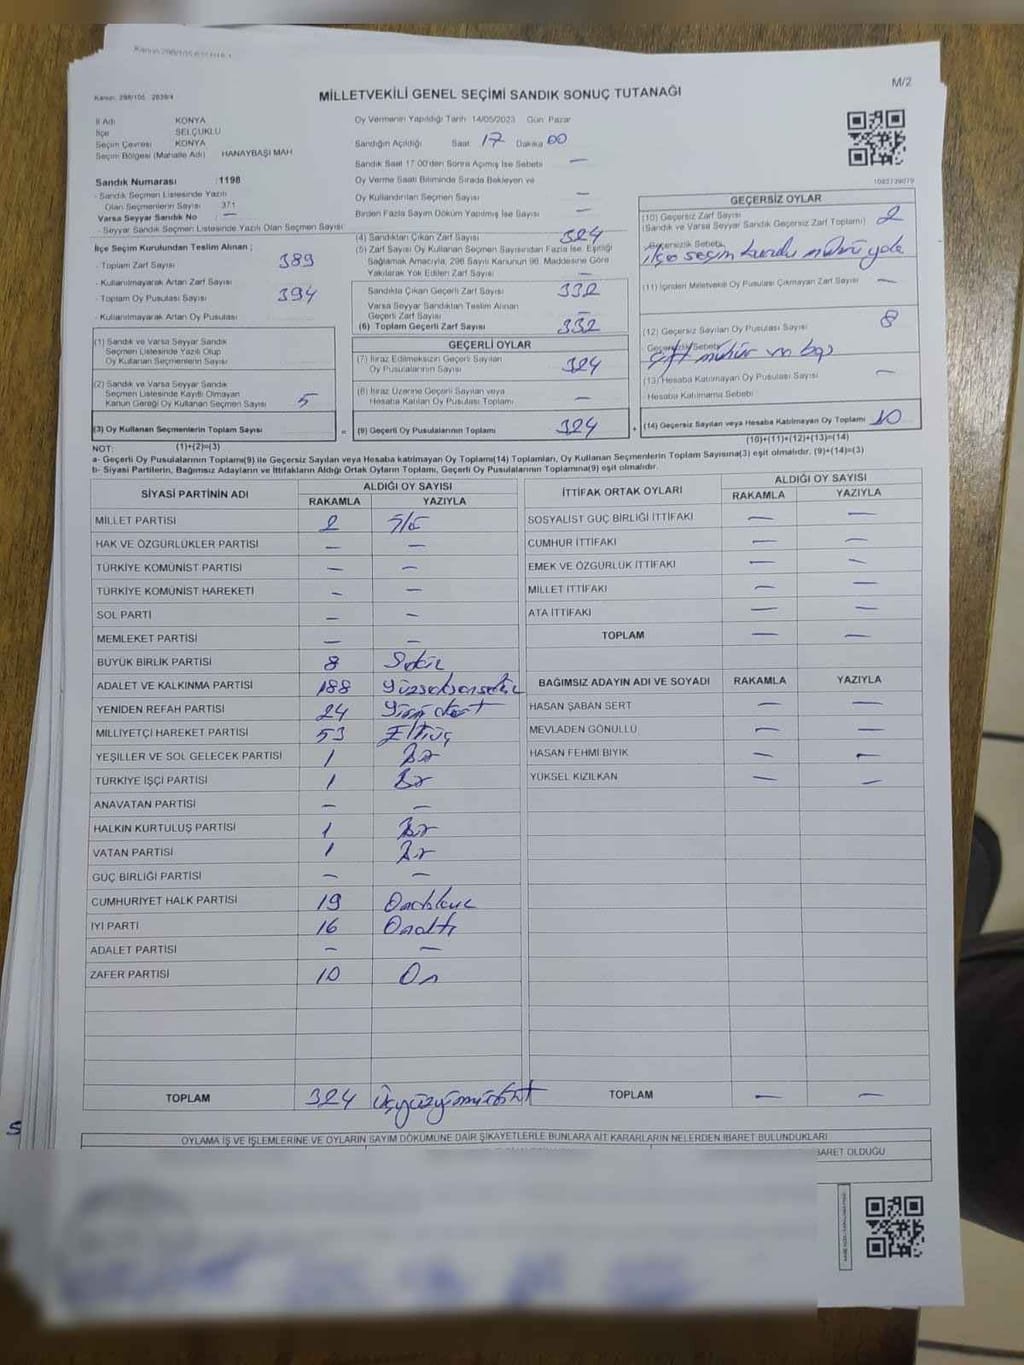 Kanun: 298/105 2839/4
M/2
MİLLETVEKİLİ GENEL SEÇİMİ SANDIK SONUÇ TUTANAĞI
İl Adı KONYA
İlçe SELÇUKLU
Seçim Çevresi KONYA
Seçim Bölgesi (Mahalle Adı) HANAYBAŞI MAH
Sandık Numarası :1198
- Sandık Seçmen Listesinde Yazılı
Olan Seçmenlerin Sayısı 371
Varsa Seyyar Sandık No —
- Seyyar Sandık Seçmen Listesinde Yazılı Olan Seçmen Sayısı
İlçe Seçim Kurulundan Teslim Alınan ;
- Toplam Zarf Sayısı 389
- Kullanılmayarak Artan Zarf Sayısı
- Toplam Oy Pusulası Sayısı 394
- Kullanılmayarak Artan Oy Pusulası
(1) Sandık ve Varsa Seyyar Sandık
Seçmen Listesinde Yazılı Olup
Oy Kullanan Seçmenlerin Sayısı
(2) Sandık ve Varsa Seyyar Sandık
Seçmen Listesinde Kayıtlı Olmayan
Kanun Gereği Oy Kullanan Seçmen Sayısı 5
(3) Oy Kullanan Seçmenlerin Toplam Sayısı
Oy Vermenin Yapıldığı Tarih 14/05/2023 Gün Pazar
Sandığın Açıldığı Saat 17 Dakika 00
Sandık Saat 17:00'den Sonra Açılmış İse Sebebi —
Oy Verme Saati Bitiminde Sırada Bekleyen ve
Oy Kullandırılan Seçmen Sayısı —
Birden Fazla Sayım Döküm Yapılmış İse Sayısı —
(4) Sandıktan Çıkan Zarf Sayısı 324
(5) Zarf Sayısı Oy Kullanan Seçmen Sayısından Fazla İse, Eşitliği
Sağlamak Amacıyla, 298 Sayılı Kanunun 98. Maddesine Göre
Yakılarak Yok Edilen Zarf Sayısı —
Sandıkta Çıkan Geçerli Zarf Sayısı 332
Varsa Seyyar Sandıktan Teslim Alınan
Geçerli Zarf Sayısı —
(6) Toplam Geçerli Zarf Sayısı 332
GEÇERLİ OYLAR
(7) İtiraz Edilmeksizin Geçerli Sayılan
Oy Pusulalarının Sayısı 324
(8) İtiraz Üzerine Geçerli Sayılan veya
Hesaba Katılan Oy Pusulası Toplamı —
= (9) Geçerli Oy Pusulalarının Toplamı 324 +
1082739079
GEÇERSİZ OYLAR
(10) Geçersiz Zarf Sayısı
(Sandık ve Varsa Seyyar Sandık Geçersiz Zarf Toplamı) 2
Geçersizlik Sebebi
ilçe seçim kurulu mührü yok
(11) İçinden Milletvekili Oy Pusulası Çıkmayan Zarf Sayısı —
(12) Geçersiz Sayılan Oy Pusulası Sayısı 8
Geçersizlik Sebebi
çift mühür ve boş
(13) Hesaba Katılmayan Oy Pusulası Sayısı —
- Hesaba Katılmama Sebebi
(14) Geçersiz Sayılan veya Hesaba Katılmayan Oy Toplamı 10
NOT: (1)+(2)=(3) (10)+(11)+(12)+(13)=(14)
a- Geçerli Oy Pusulalarının Toplamı(9) ile Geçersiz Sayılan veya Hesaba katılmayan Oy Toplamı(14) Toplamları, Oy Kullanan Seçmenlerin Toplam Sayısına(3) eşit olmalıdır. (9)+(14)=(3)
b- Siyasi Partilerin, Bağımsız Adayların ve İttifakların Aldığı Ortak Oyların Toplamı, Geçerli Oy Pusulalarının Toplamına(9) eşit olmalıdır.
SİYASİ PARTİNİN ADI ALDIĞI OY SAYISI
RAKAMLA YAZIYLA
MİLLET PARTİSİ 2 İki
HAK VE ÖZGÜRLÜKLER PARTİSİ — —
TÜRKİYE KOMÜNİST PARTİSİ — —
TÜRKİYE KOMÜNİST HAREKETİ — —
SOL PARTİ — —
MEMLEKET PARTİSİ — —
BÜYÜK BİRLİK PARTİSİ 8 Sekiz
ADALET VE KALKINMA PARTİSİ 188 Yüzseksensekiz
YENİDEN REFAH PARTİSİ 24 Yirmidört
MİLLİYETÇİ HAREKET PARTİSİ 53 Elliüç
YEŞİLLER VE SOL GELECEK PARTİSİ 1 Bir
TÜRKİYE İŞÇİ PARTİSİ 1 Bir
ANAVATAN PARTİSİ — —
HALKIN KURTULUŞ PARTİSİ 1 Bir
VATAN PARTİSİ 1 Bir
GÜÇ BİRLİĞİ PARTİSİ — —
CUMHURİYET HALK PARTİSİ 19 Ondokuz
İYİ PARTİ 16 Onaltı
ADALET PARTİSİ — —
ZAFER PARTİSİ 10 On
TOPLAM 324 Üçyüzyirmidört
İTTİFAK ORTAK OYLARI ALDIĞI OY SAYISI
RAKAMLA YAZIYLA
SOSYALİST GÜÇ BİRLİĞİ İTTİFAKI — —
CUMHUR İTTİFAKI — —
EMEK VE ÖZGÜRLÜK İTTİFAKI — —
MİLLET İTTİFAKI — —
ATA İTTİFAKI — —
TOPLAM — —
BAĞIMSIZ ADAYIN ADI VE SOYADI RAKAMLA YAZIYLA
HASAN ŞABAN SERT — —
MEVLADEN GÖNÜLLÜ — —
HASAN FEHMİ BIYIK — —
YÜKSEL KIZILKAN — —
TOPLAM — —
OYLAMA İŞ VE İŞLEMLERİNE VE OYLARIN SAYIM DÖKÜMÜNE DAİR ŞİKAYETLERLE BUNLARA AİT KARARLARIN NELERDEN İBARET BULUNDUKLARI
BARET OLDUĞU